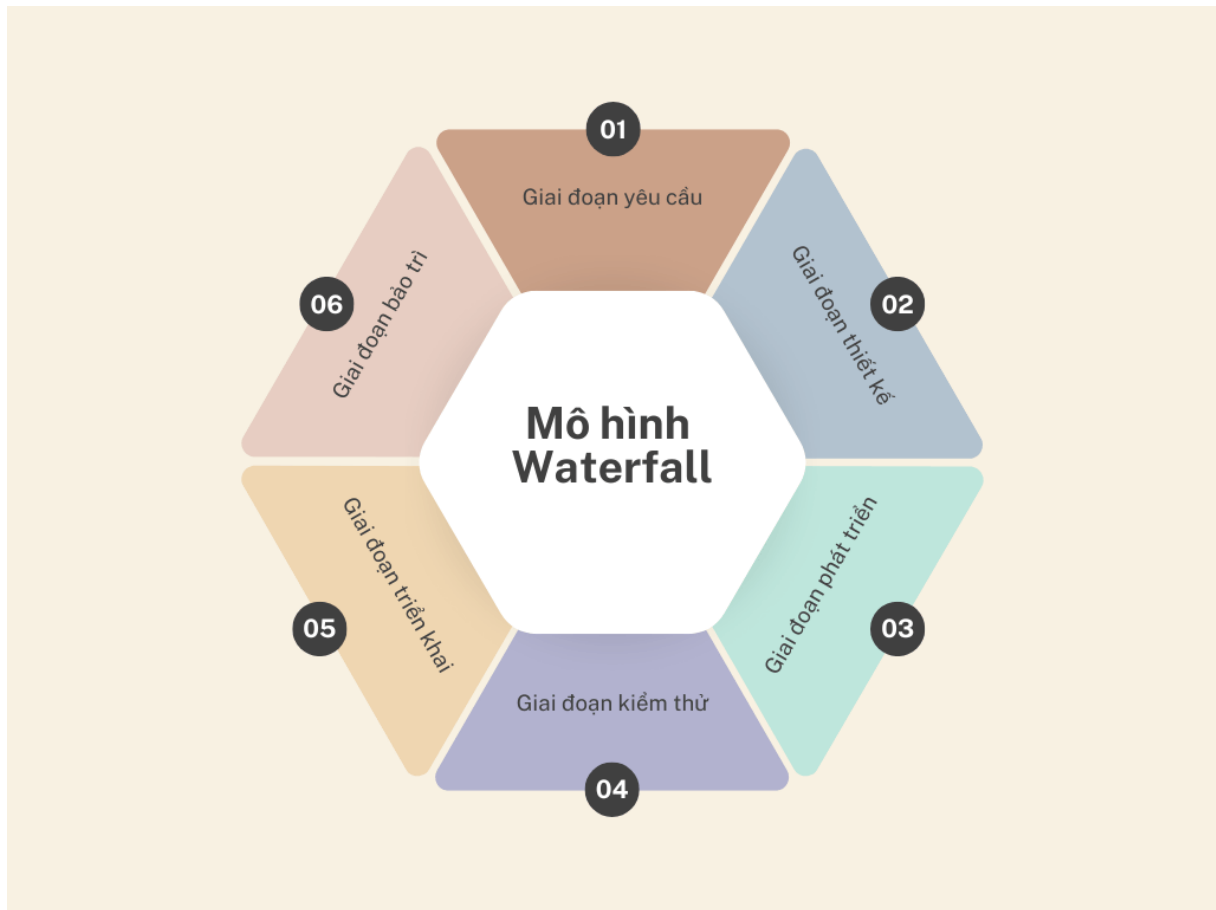 01
Giai đoạn yêu cầu
02
Giai đoạn thiết kế
03
Giai đoạn phát triển
04
Giai đoạn kiểm thử
05
Giai đoạn triển khai
06
Giai đoạn bảo trì
Mô hình
Waterfall